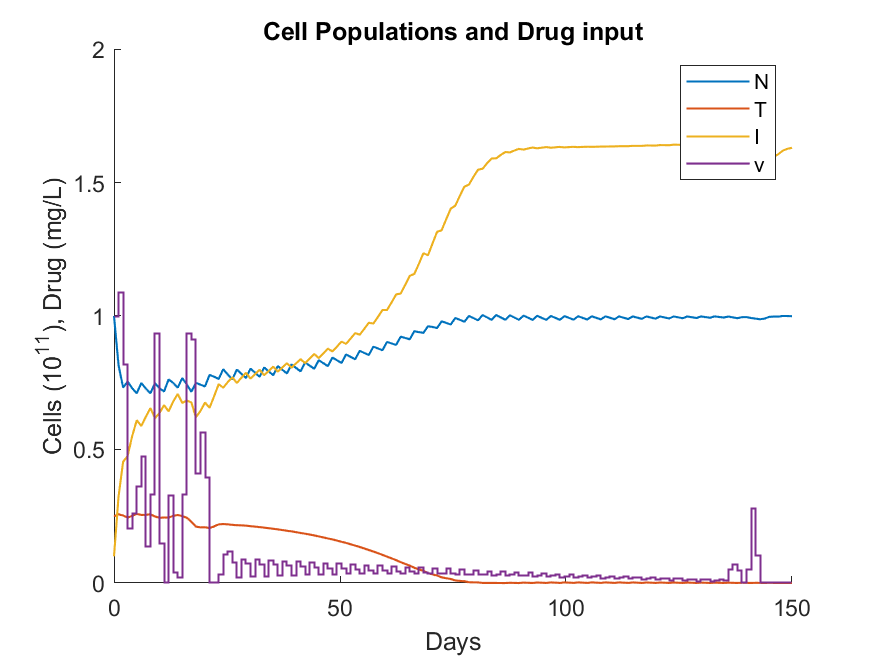 Cell Populations and Drug input
2
1.5
1
0.5
0
Cells (10^11), Drug (mg/L)
N
T
I
v
0 50 100 150
Days